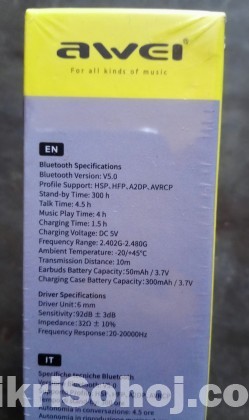 awei
For all kinds of music
EN
Bluetooth Specifications
Bluetooth Version: V5.0
Profile Support: HSP、HFP、A2DP、AVRCP
Stand-by Time: 300 h
Talk Time: 4.5 h
Music Play Time: 4 h
Charging Time: 1.5 h
Charging Voltage: DC 5V
Frequency Range: 2.402G-2.480G
Ambient Temperature: -20/+45°C
Transmission Distance: 10m
Earbuds Battery Capacity:50mAh / 3.7V
Charging Case Battery Capacity:300mAh / 3.7V
Driver Specifications
Driver Unit:6 mm
Sensitivity:92dB ± 3dB
Impedance:32Ω ± 10%
Frequency Response:20-20000Hz
IT
Specifiche tecniche Bluetooth
ikriSohoj.com
Autonomia in conversazione: 4.5 ore